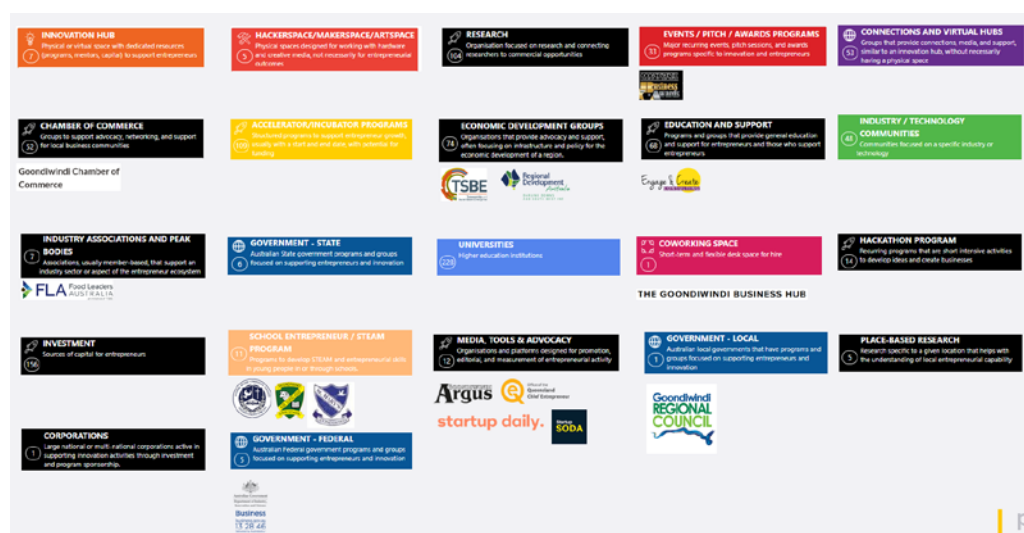 INNOVATION HUB
7
Physical or virtual space with dedicated resources
(programs, mentors, capital) to support entrepreneurs
HACKERSPACE/MAKERSPACE/ARTSPACE
5
Physical spaces designed for working with hardware
and creative media, not necessarily for entrepreneurial
outcomes
RESEARCH
104
Organisation focused on research and connecting
researchers to commercial opportunities
EVENTS / PITCH / AWARDS PROGRAMS
Major recurring events, pitch sessions, and awards
programs specific to innovation and entrepreneurs
Business
CONNECTIONS AND VIRTUAL HUBS
Groups that provide connections, media, and support,
similar to an innovation hub, without necessarily
having a physical space
CHAMBER OF COMMERCE
52
Groups to support advocacy, networking, and support
for local business communities
Goondiwindi Chamber of
Commerce
ACCELERATOR/INCUBATOR PROGRAMS
109
Structured programs to support entrepreneur growth,
usually with a start and end date, with potential for
funding
ECONOMIC DEVELOPMENT GROUPS
74
Organisations that provide advocacy and support,
often focusing on infrastructure and policy for the
economic development of a region.
TSBE
Regional
Development
Australia
EDUCATION AND SUPPORT
68
Programs and groups that provide general education
and support for entrepreneurs and those who support
entrepreneurs
Engage & Create
INDUSTRY / TECHNOLOGY
COMMUNITIES
Communities focused on a specific industry or
technology
INDUSTRY ASSOCIATIONS AND PEAK
BODIES
7
Associations, usually member-based, that support an
industry sector or aspect of the entrepreneur ecosystem
FLA Food Leaders
AUSTRALIA
GOVERNMENT - STATE
6
Australian State government programs and groups
focused on supporting entrepreneurs and innovation
UNIVERSITIES
228
Higher education institutions
COWORKING SPACE
1
Short-term and flexible desk space for hire
THE GOONDIWINDI BUSINESS HUB
HACKATHON PROGRAM
14
Recurring programs that are short intensive activities
to develop ideas and create businesses
INVESTMENT
156
Sources of capital for entrepreneurs
SCHOOL ENTREPRENEUR / STEAM
PROGRAM
11
Programs to develop STEAM and entrepreneurial skills
in young people in or through schools.
MEDIA, TOOLS & ADVOCACY
12
Organisations and platforms designed for promotion,
editorial, and measurement of entrepreneurial activity
Argus
Office of the
Queensland
Chief Entrepreneur
startup daily.
Startup
SODA
GOVERNMENT - LOCAL
1
Australian local governments that have programs and
groups focused on supporting entrepreneurs and
innovation
Goondiwindi
REGIONAL
COUNCIL
PLACE-BASED RESEARCH
5
Research specific to a given location that helps with
the understanding of local entrepreneurial capability
CORPORATIONS
1
Large national or multi-national corporations active in
supporting innovation activities through investment
and program sponsorship.
GOVERNMENT - FEDERAL
5
Australian Federal government programs and groups
focused on supporting entrepreneurs and innovation
Business
13 28 46